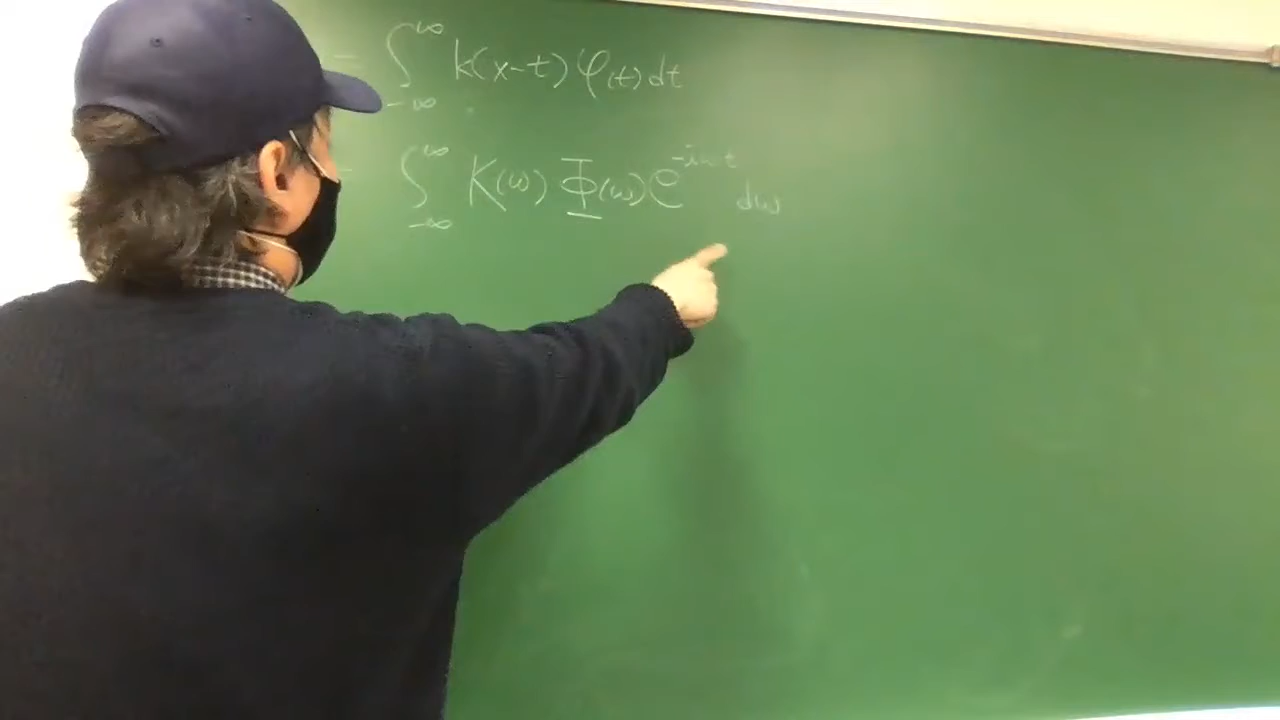 = ∫_{-∞}^{∞} k(x-t) φ(t) dt
= ∫_{-∞}^{∞} K(ω) Φ(ω) e^{-iωt} dω